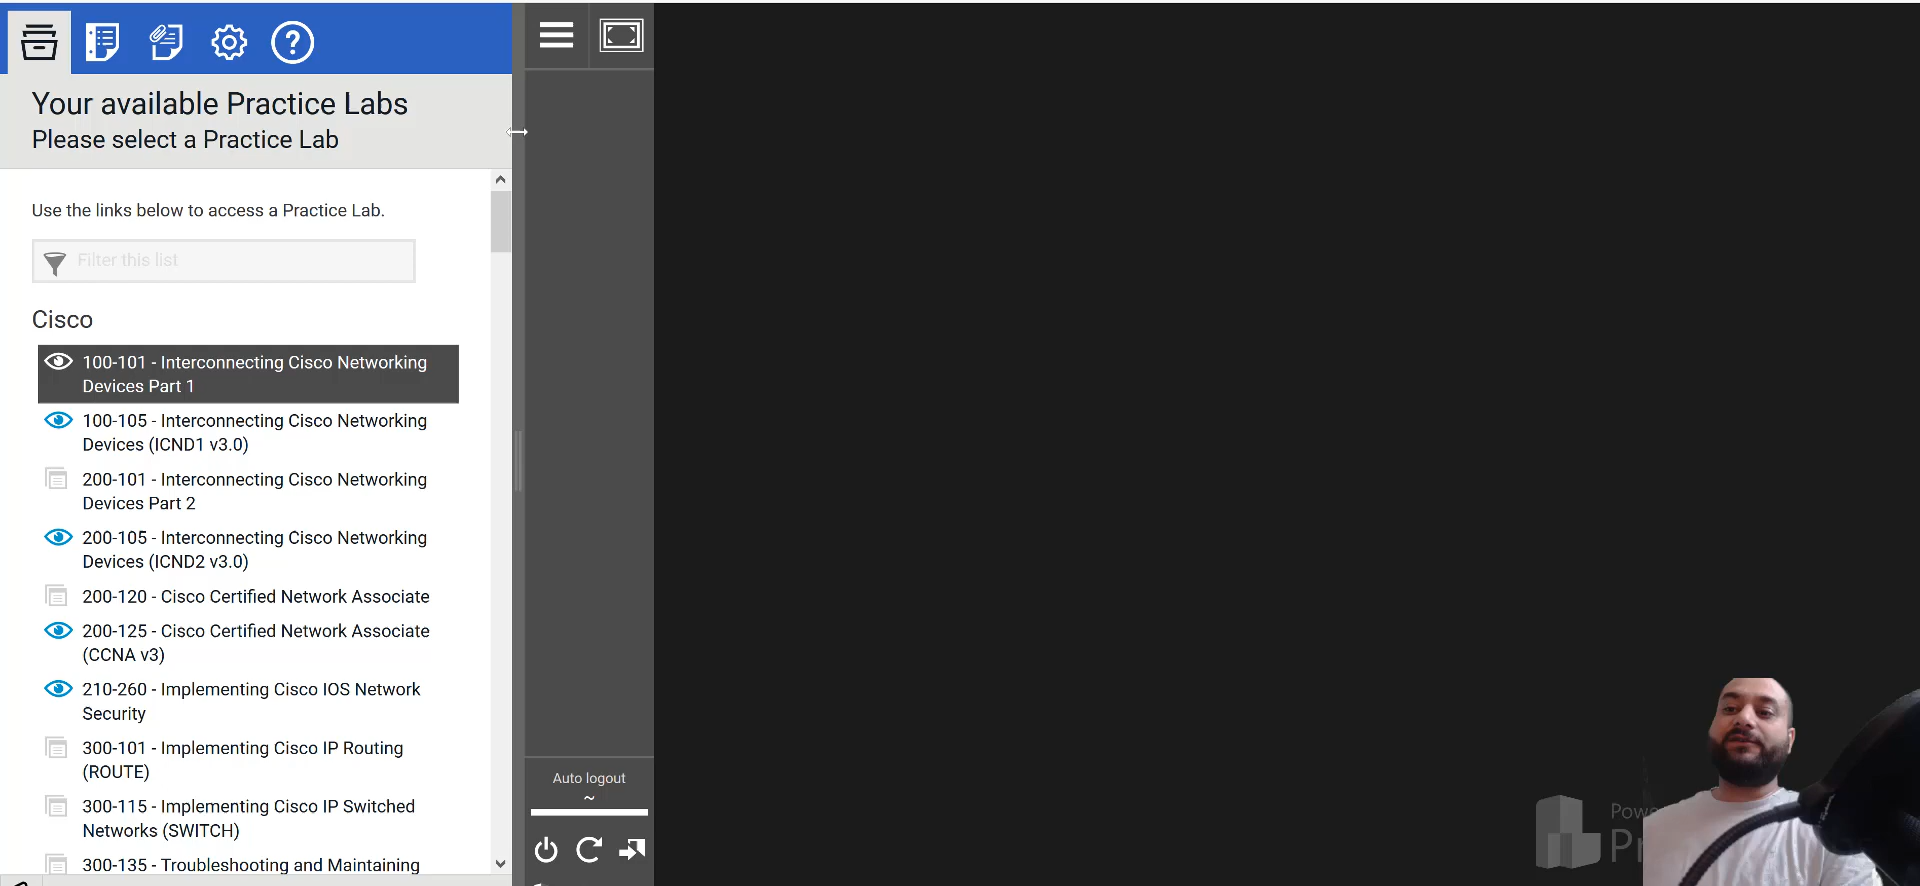 Your available Practice Labs
Please select a Practice Lab
Use the links below to access a Practice Lab.
Filter this list
Cisco
100-101 - Interconnecting Cisco Networking
Devices Part 1
100-105 - Interconnecting Cisco Networking
Devices (ICND1 v3.0)
200-101 - Interconnecting Cisco Networking
Devices Part 2
200-105 - Interconnecting Cisco Networking
Devices (ICND2 v3.0)
200-120 - Cisco Certified Network Associate
200-125 - Cisco Certified Network Associate
(CCNA v3)
210-260 - Implementing Cisco IOS Network
Security
300-101 - Implementing Cisco IP Routing
(ROUTE)
300-115 - Implementing Cisco IP Switched
Networks (SWITCH)
300-135 - Troubleshooting and Maintaining
Auto logout
~